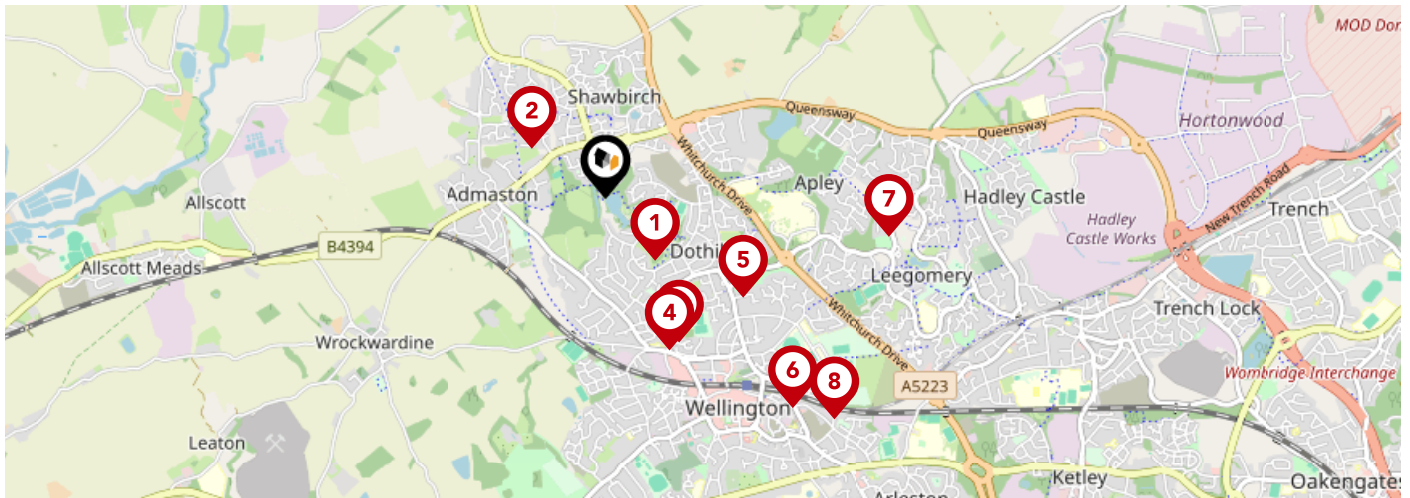 MOD Don
Shawbirch
2
Queensway
Queensway
Hortonwood
Whitchurch Drive
Admaston
Apley
7
Hadley Castle
New Trench Road
Allscott
Trench
1
Hadley
Castle Works
B4394
Dothil
5
Allscott Meads
Leegomery
4
Trench Lock
Whitchurch Drive
Wrockwardine
6
8
A5223
Wombridge Interchange
Wellington
Leaton
Ketley
Oakengates
Arleston